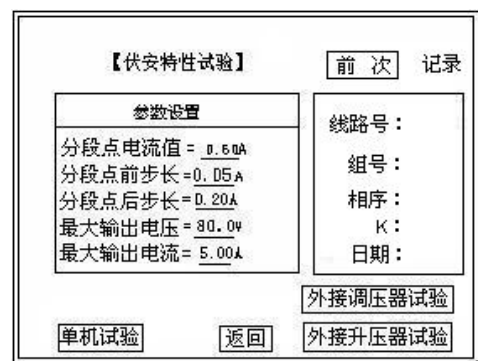 【伏安特性试验】
前 次 记录
参数设置
分段点电流值= 0.60A
分段点前步长=0.05A
分段点后步长=0.20A
最大输出电压=80.0V
最大输出电流= 5.00A
线路号：
组号：
相序：
K：
日期：
外接调压器试验
单机试验
返回
外接升压器试验